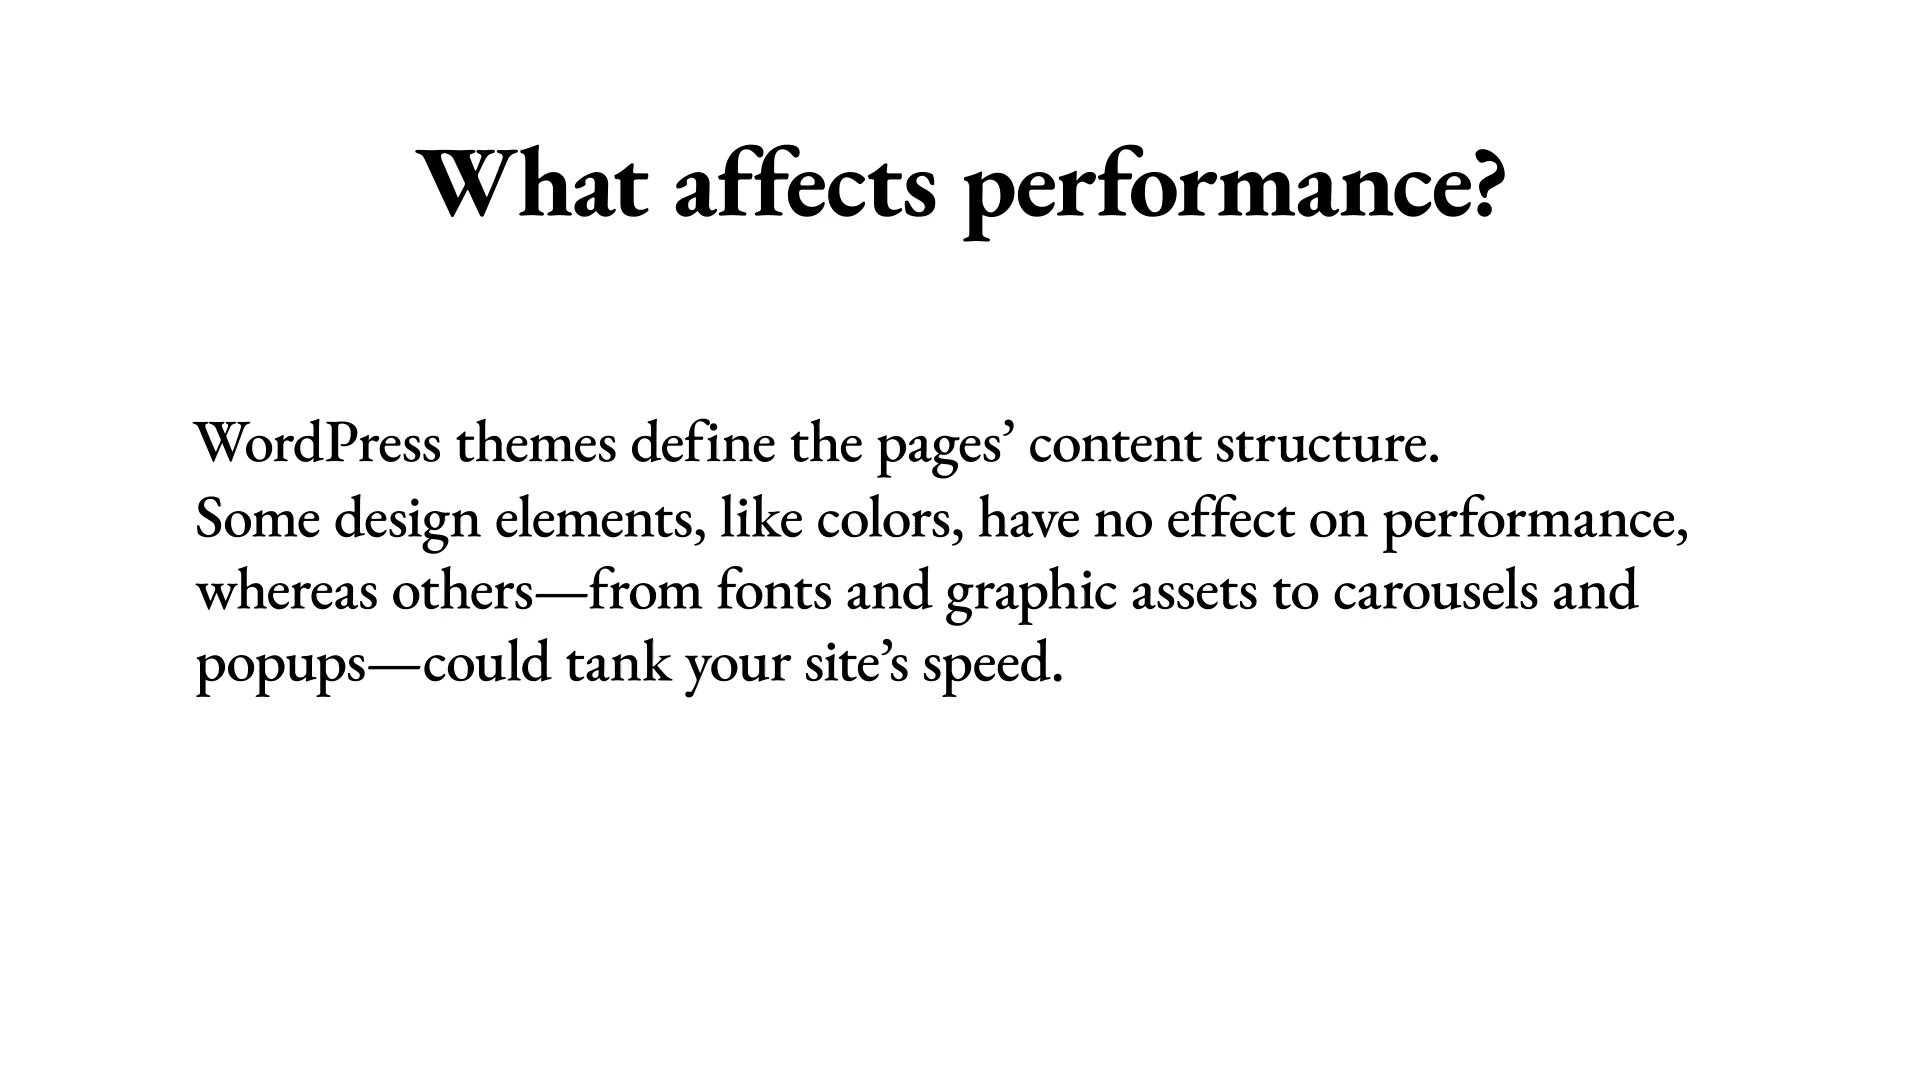 What affects performance?
WordPress themes define the pages’ content structure.
Some design elements, like colors, have no effect on performance,
whereas others—from fonts and graphic assets to carousels and
popups—could tank your site’s speed.